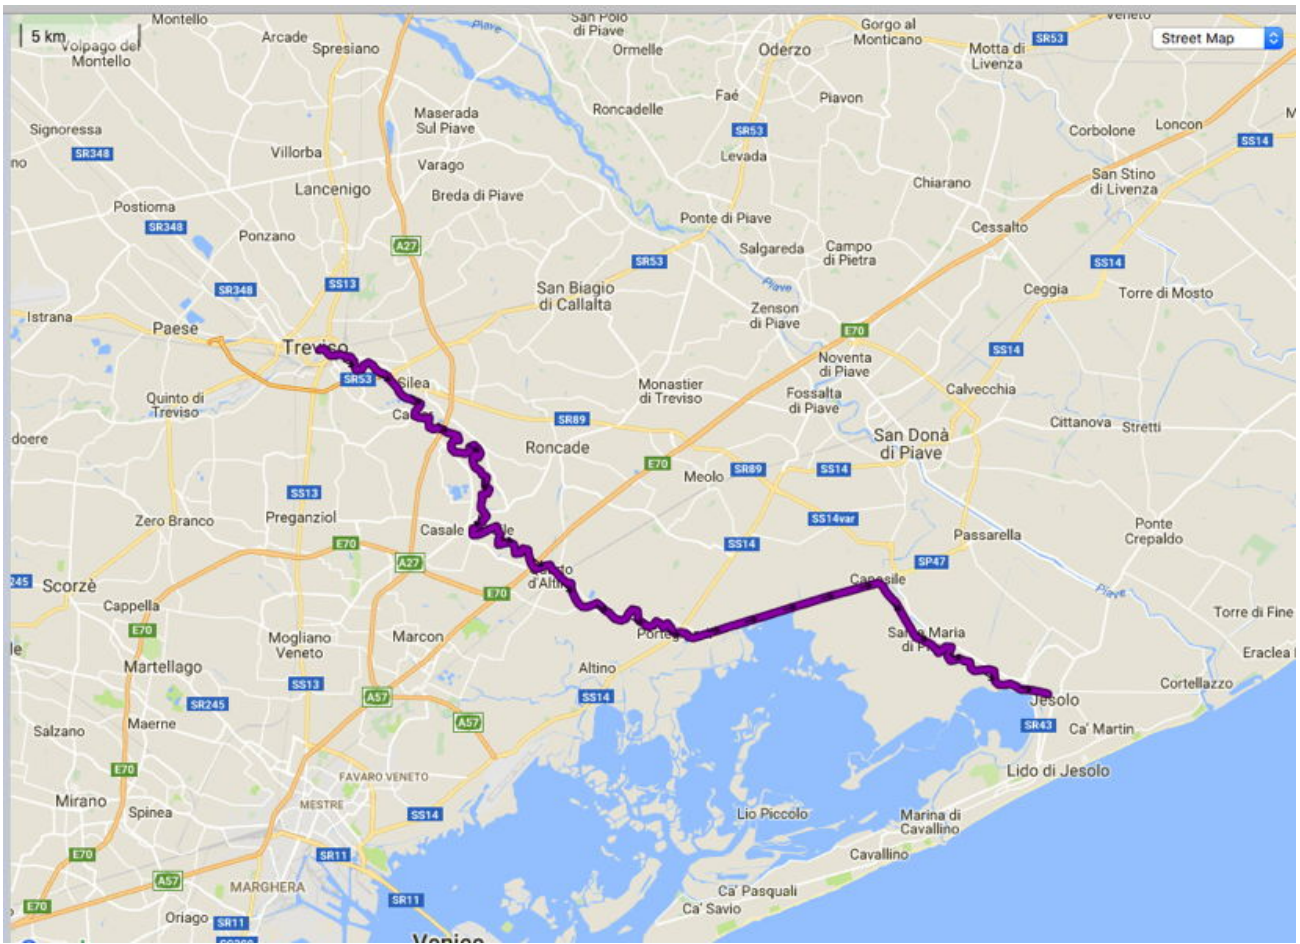 5 km
Street Map
Montello
Volpago del
Montello
Arcade
Spresiano
Piave
San Polo
di Piave
Ormelle
Oderzo
Gorgo al
Monticano
SR53
Motta di
Livenza
Veneto
Faé
Piavon
Roncadelle
Maserada
Sul Piave
Signoressa
SR348
Villorba
Varago
SR53
Levada
Corbolone
Loncon
SS14
San Stino
di Livenza
Lancenigo
Breda di Piave
Chiarano
Postioma
SR348
Ponzano
A27
Ponte di Piave
Salgareda
Campo
di Pietra
Cessalto
SR53
SS14
SR348
SS13
San Biagio
di Callalta
Piave
Ceggia
Torre di Mosto
Istrana
Paese
Zenson
di Piave
E70
Treviso
SS14
Noventa
di Piave
SR53
Silea
Monastier
di Treviso
Fossalta
di Piave
Calvecchia
Quinto di
Treviso
SR89
Cittanova
Stretti
San Donà
di Piave
Roncade
E70
SR89
SS14
Meolo
SS13
Zero Branco
Preganziol
SS14var
Casale
Passarella
Ponte
Crepaldo
E70
SS14
A27
SP47
245
Scorzè
d'Altino
E70
Piave
Cappella
E70
Torre di Fine
Mogliano
Veneto
Marcon
Eraclea
Martellago
Altino
SS13
SR245
A57
SS14
Jesolo
Cortellazzo
Maerne
Salzano
A57
SR43
Ca' Martin
E70
FAVARO VENETO
Lido di Jesolo
Mirano
Spinea
MESTRE
SS14
Lio Piccolo
Marina di
Cavallino
E70
SR11
Cavallino
A57
MARGHERA
Ca' Pasquali
E70
Oriago
SR11
SR11
Ca' Savio